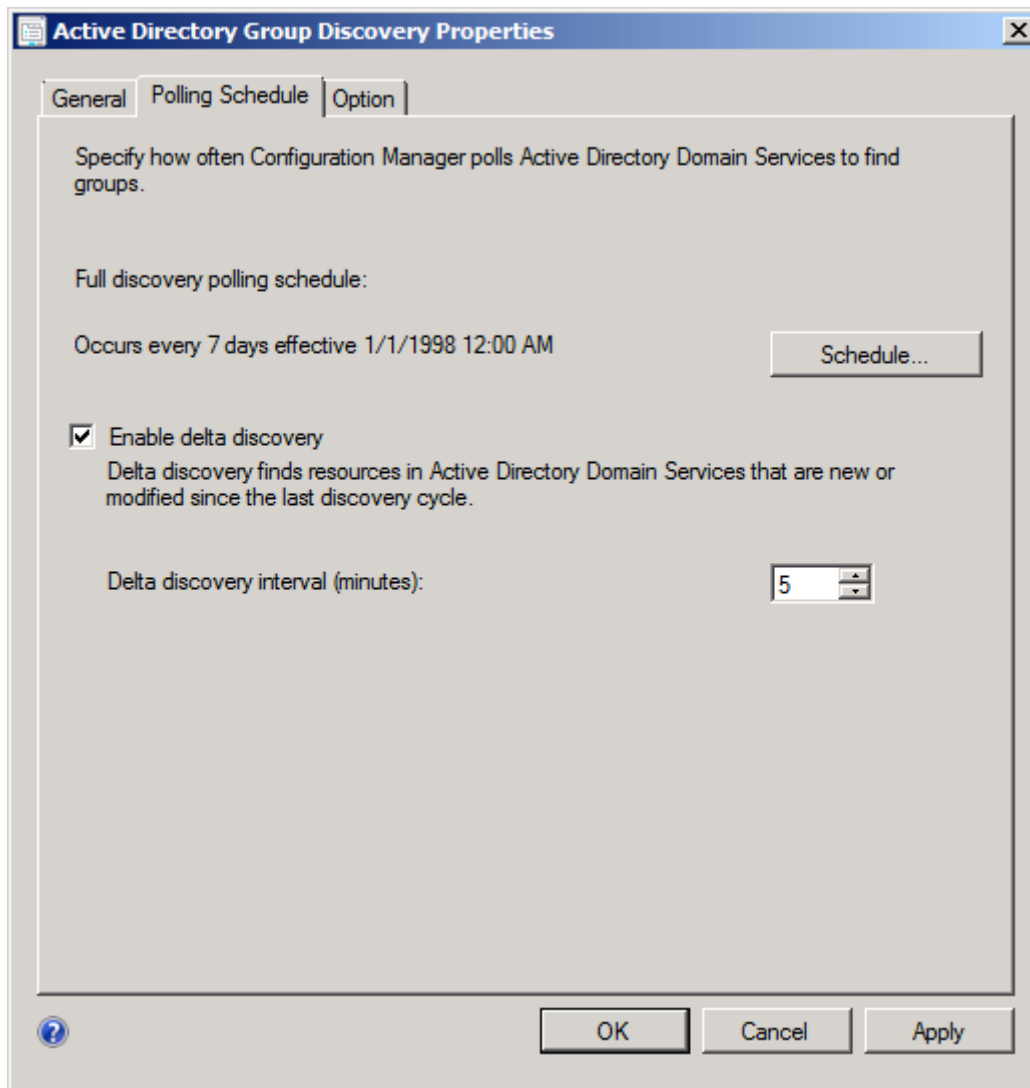 Active Directory Group Discovery Properties
General Polling Schedule Option
Specify how often Configuration Manager polls Active Directory Domain Services to find
groups.
Full discovery polling schedule:
Occurs every 7 days effective 1/1/1998 12:00 AM
Schedule...
Enable delta discovery
Delta discovery finds resources in Active Directory Domain Services that are new or
modified since the last discovery cycle.
Delta discovery interval (minutes):
5
OK Cancel Apply